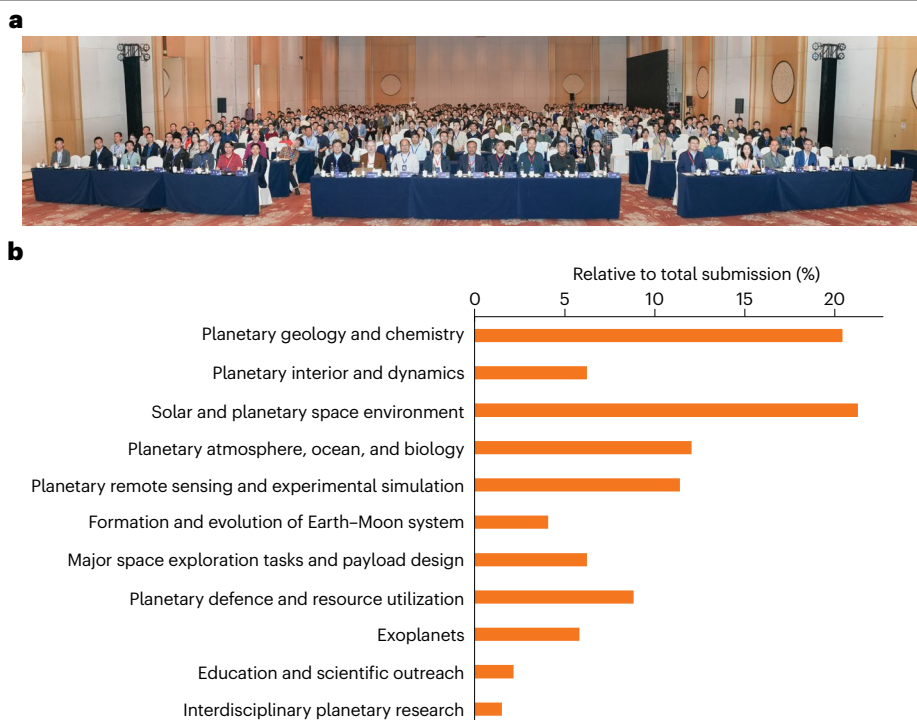 a
b
Relative to total submission (%)
0 5 10 15 20
Planetary geology and chemistry
Planetary interior and dynamics
Solar and planetary space environment
Planetary atmosphere, ocean, and biology
Planetary remote sensing and experimental simulation
Formation and evolution of Earth–Moon system
Major space exploration tasks and payload design
Planetary defence and resource utilization
Exoplanets
Education and scientific outreach
Interdisciplinary planetary research